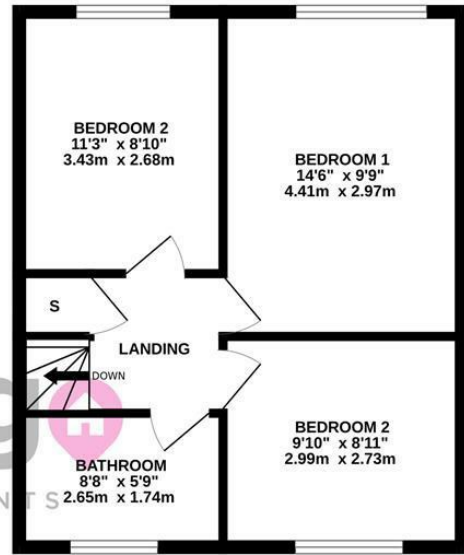 BEDROOM 2
11'3" x 8'10"
3.43m x 2.68m
BEDROOM 1
14'6" x 9'9"
4.41m x 2.97m
S
LANDING
DOWN
BEDROOM 2
9'10" x 8'11"
2.99m x 2.73m
BATHROOM
8'8" x 5'9"
2.65m x 1.74m
g
NTS